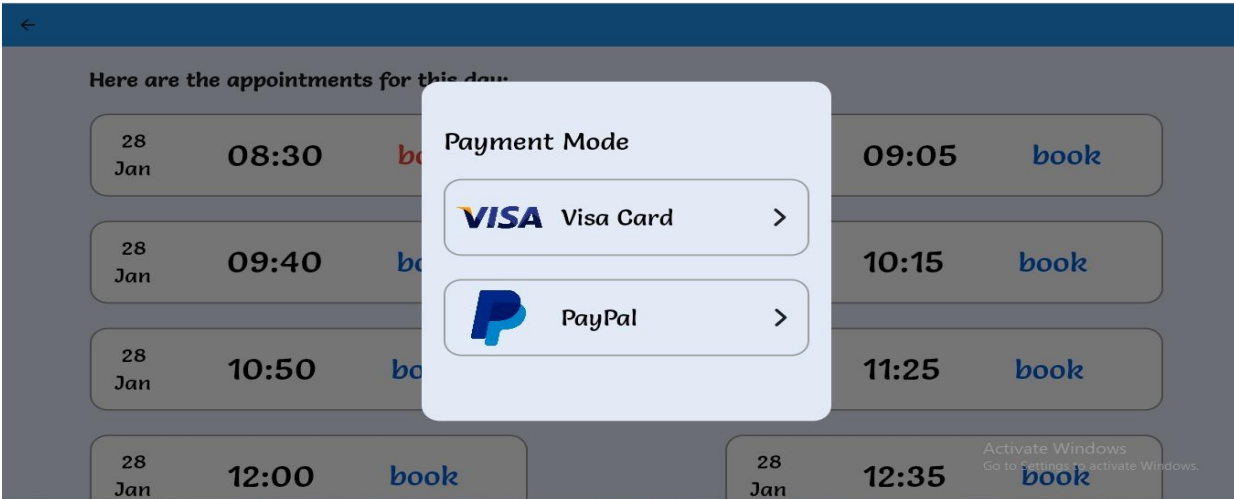 Here are the appointments for this day:
28
Jan
08:30
09:05
book
28
Jan
09:40
10:15
book
28
Jan
10:50
11:25
book
28
Jan
12:00
book
28
Jan
12:35
book
Payment Mode
VISA Visa Card
PayPal
Activate Windows
Go to Settings to activate Windows.